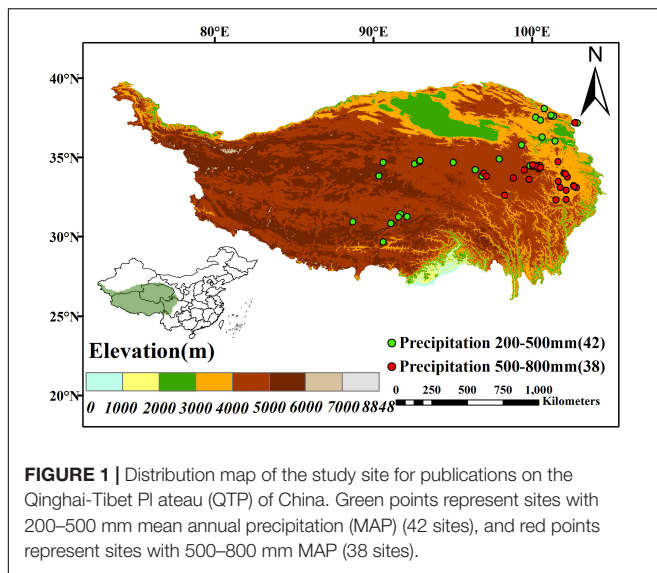 80°E 90°E 100°E
N
40°N
35°N
30°N
25°N
20°N
Elevation(m)
0 1000 2000 3000 4000 5000 6000 7000 8848
Precipitation 200-500mm(42)
Precipitation 500-800mm(38)
0 250 500 750 1,000
Kilometers
FIGURE 1 | Distribution map of the study site for publications on the
Qinghai-Tibet Pl ateau (QTP) of China. Green points represent sites with
200–500 mm mean annual precipitation (MAP) (42 sites), and red points
represent sites with 500–800 mm MAP (38 sites).